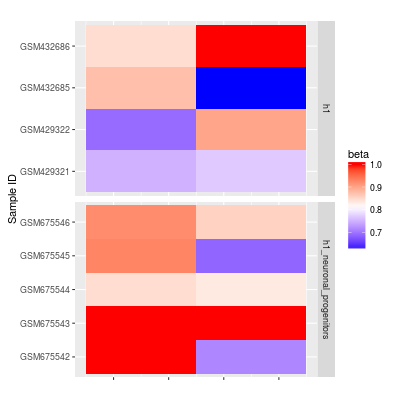 Sample ID
GSM432686
GSM432685
GSM429322
GSM429321
h1
GSM675546
GSM675545
GSM675544
GSM675543
GSM675542
h1_neuronal_progenitors
beta
1.0
0.9
0.8
0.7